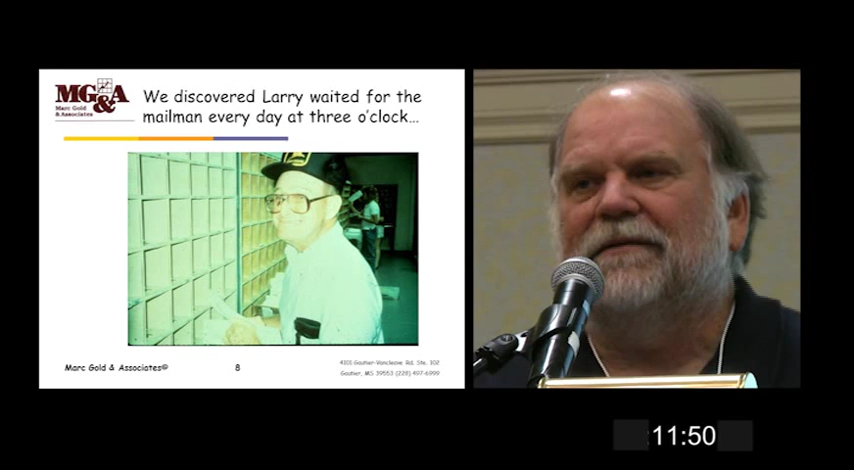 MG&A
Marc Gold
& Associates
We discovered Larry waited for the
mailman every day at three o'clock...
Marc Gold & Associates©
8
4101 Gautier-Vancleave Rd. Ste. 102
Gautier, MS 39553 (228) 497-6999
:11:50